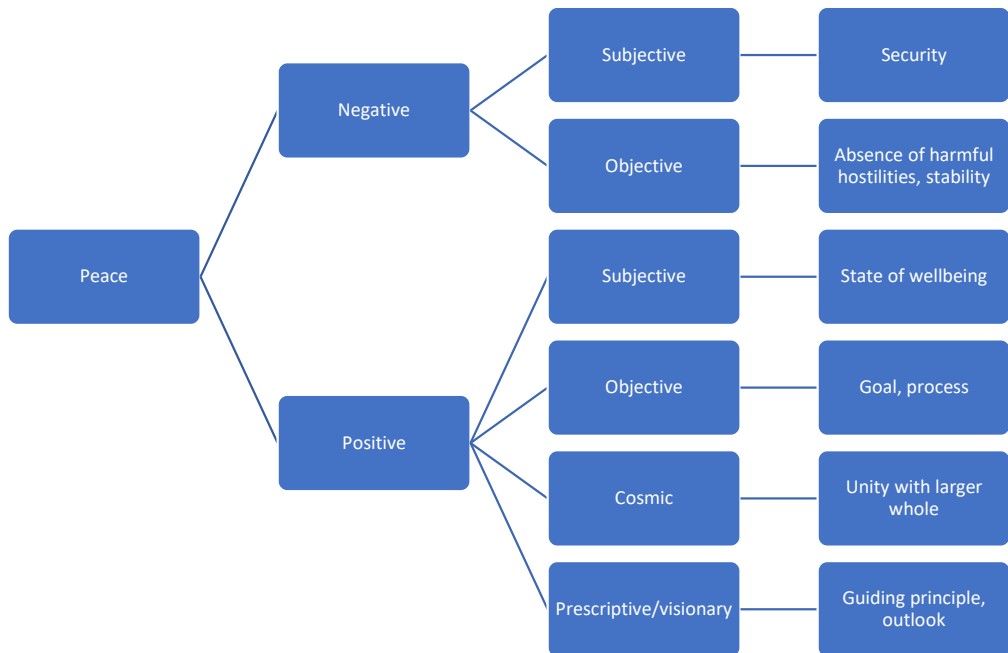 Subjective
Security
Negative
Objective
Absence of harmful
hostilities, stability
Peace
Subjective
State of wellbeing
Objective
Goal, process
Positive
Cosmic
Unity with larger
whole
Prescriptive/visionary
Guiding principle,
outlook